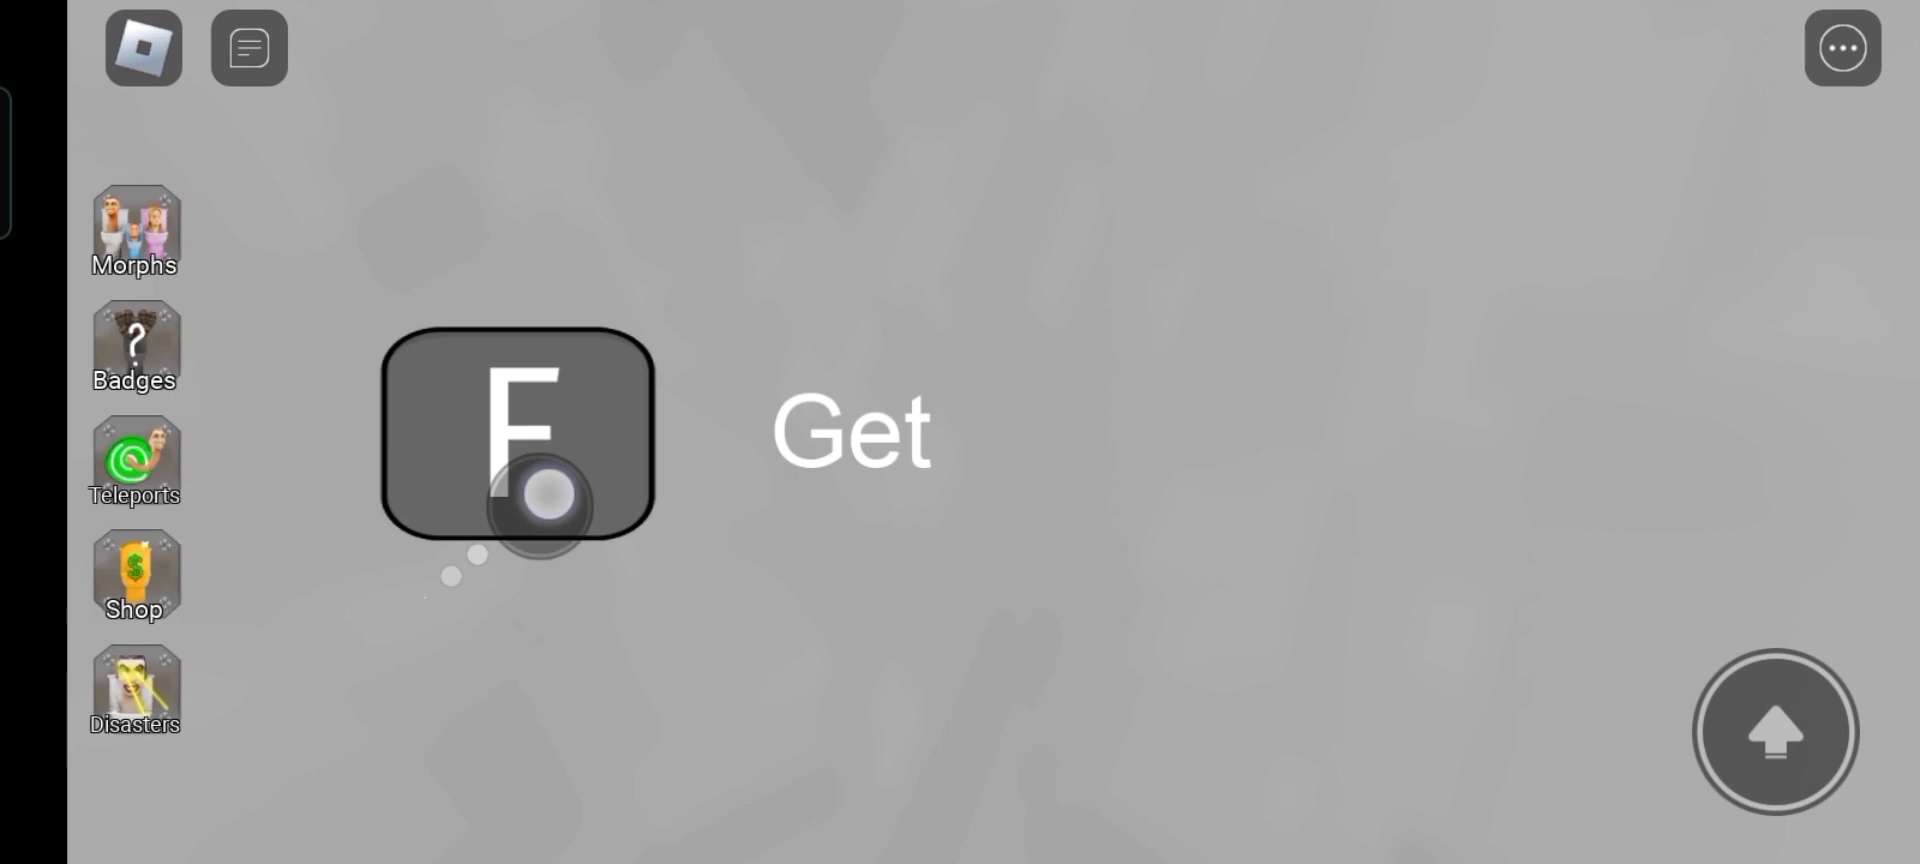 Morphs
?
Badges
Teleports
$
Shop
Disasters
F
Get